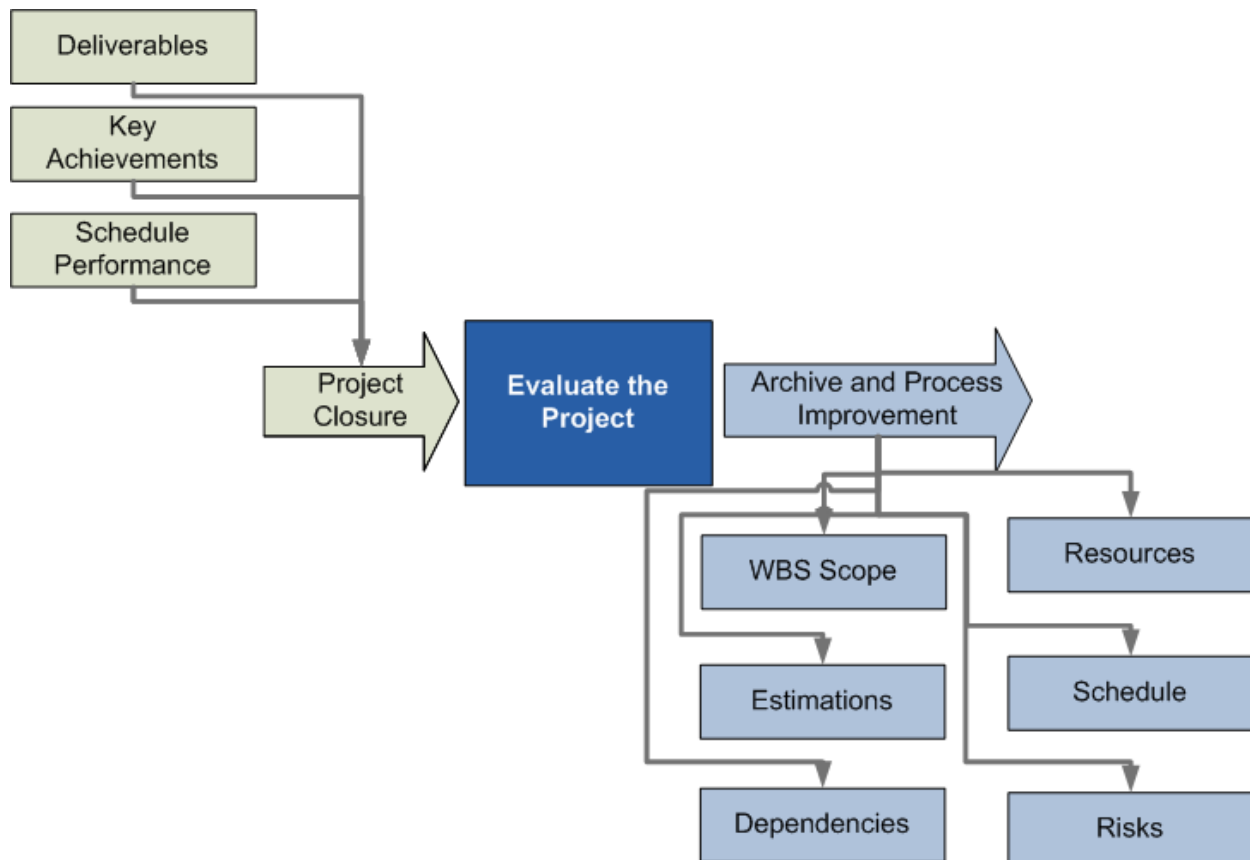 Deliverables
Key
Achievements
Schedule
Performance
Project
Closure
Evaluate the
Project
Archive and Process
Improvement
WBS Scope
Resources
Estimations
Schedule
Dependencies
Risks